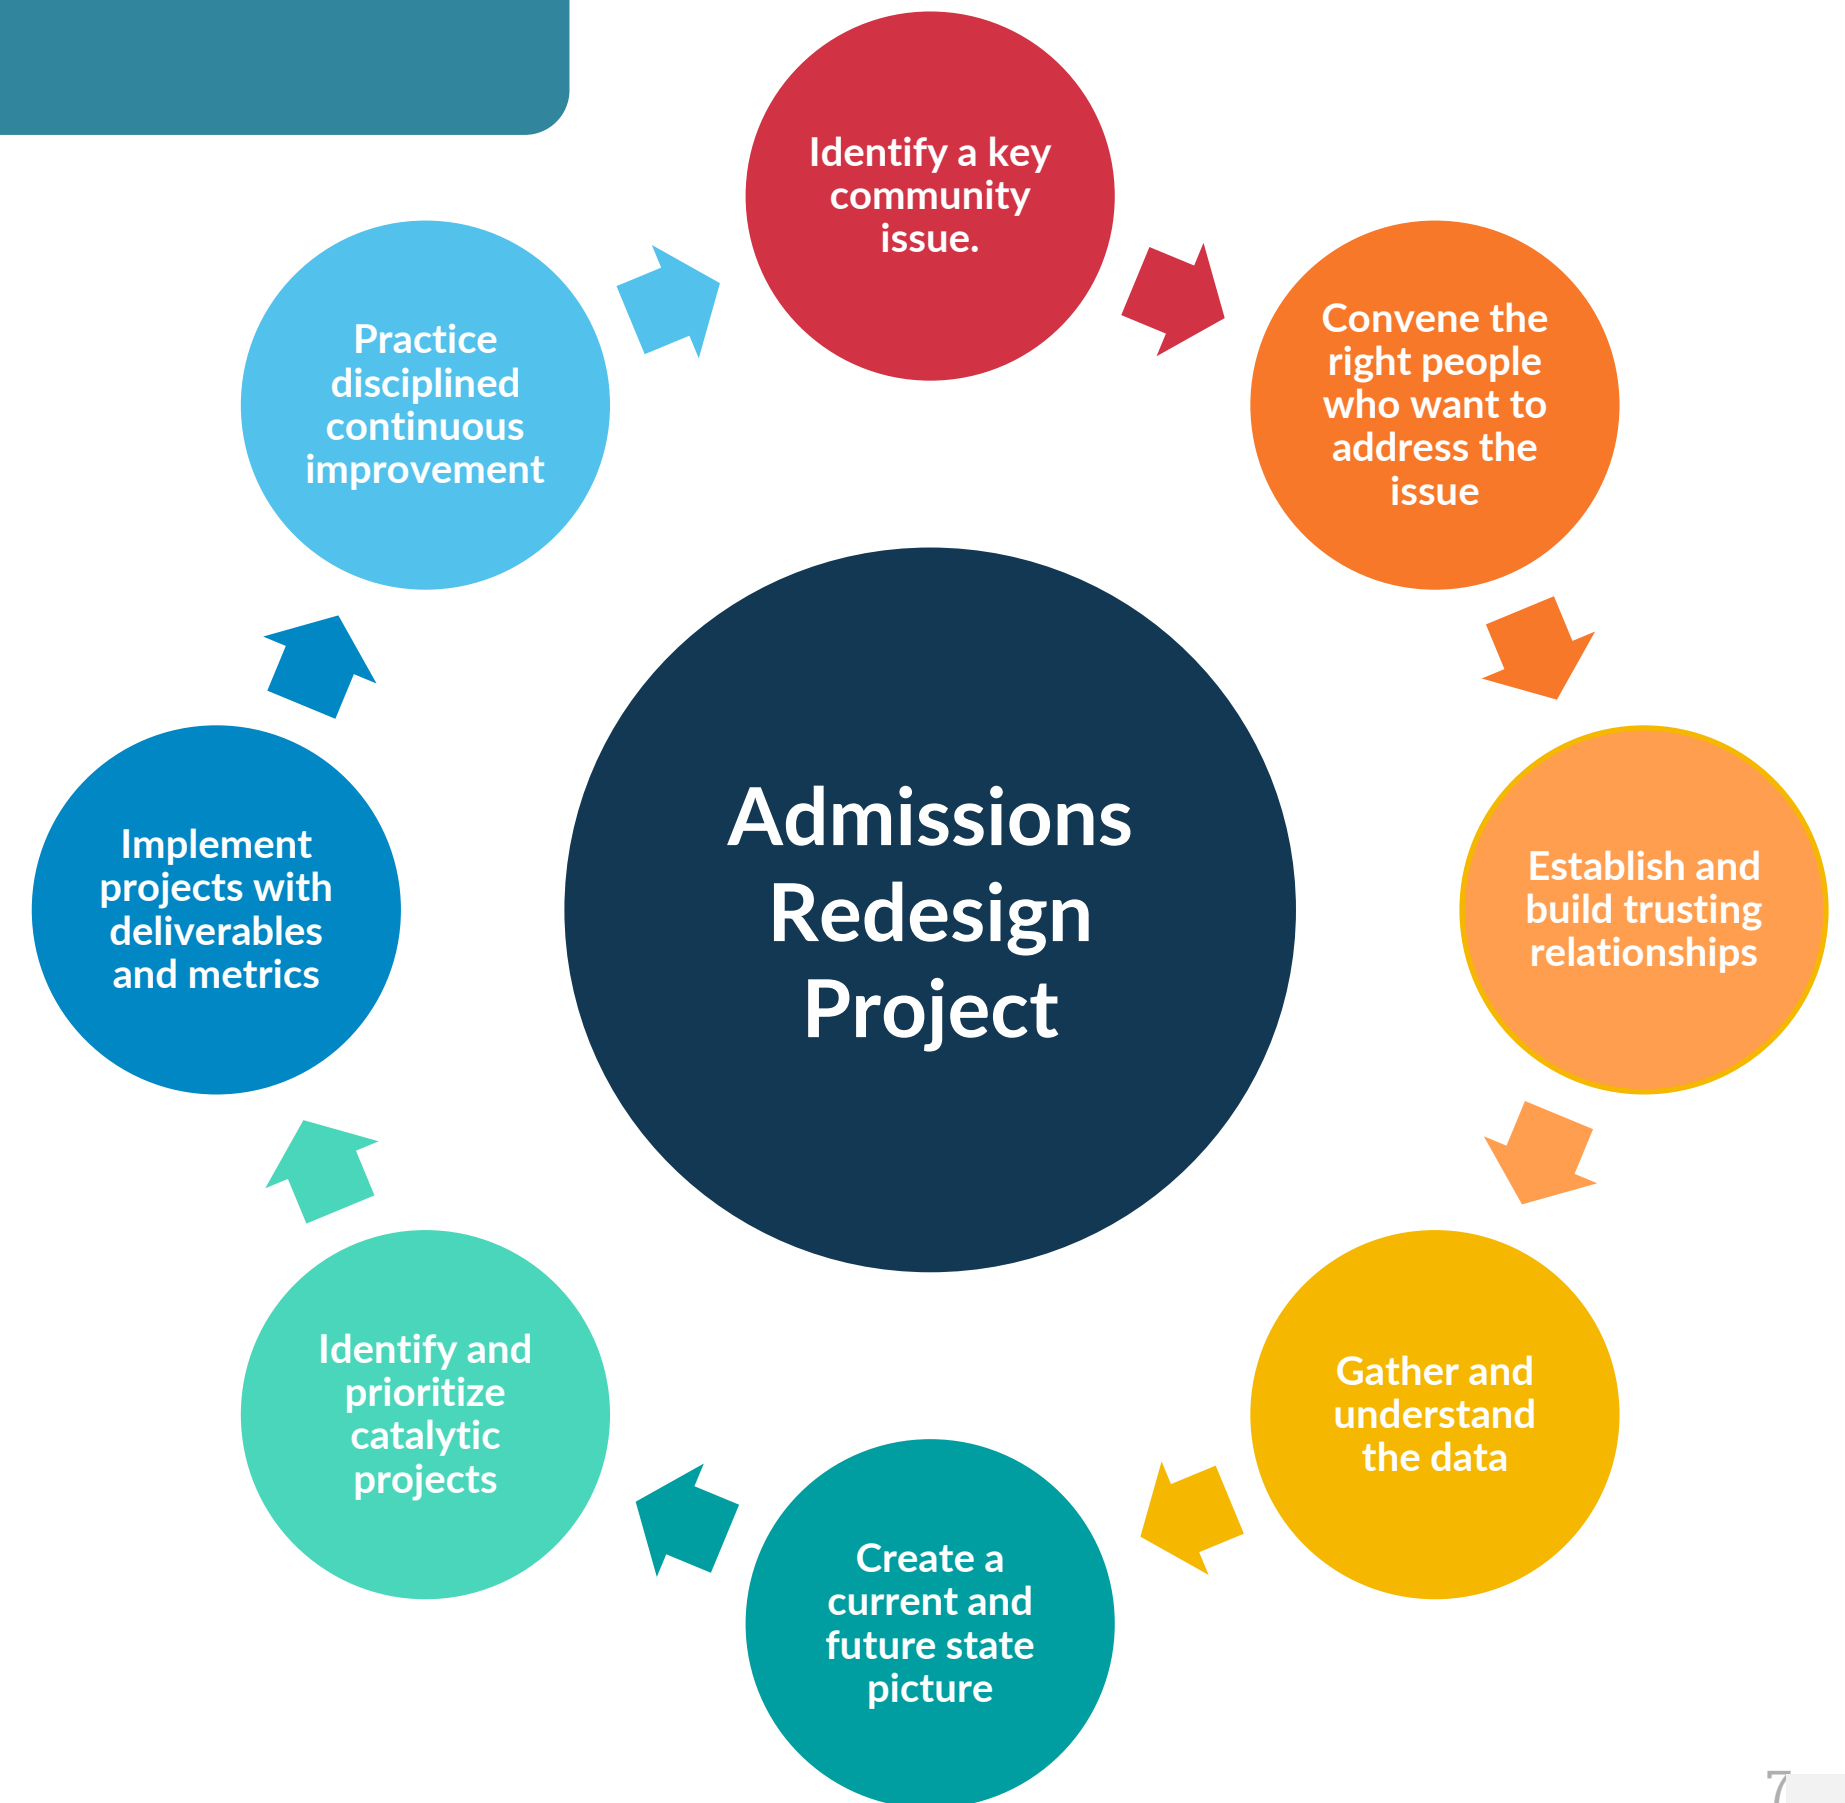 Identify a key
community
issue.
Convene the
right people
who want to
address the
issue
Establish and
build trusting
relationships
Gather and
understand
the data
Create a
current and
future state
picture
Identify and
prioritize
catalytic
projects
Implement
projects with
deliverables
and metrics
Practice
disciplined
continuous
improvement
Admissions
Redesign
Project
7